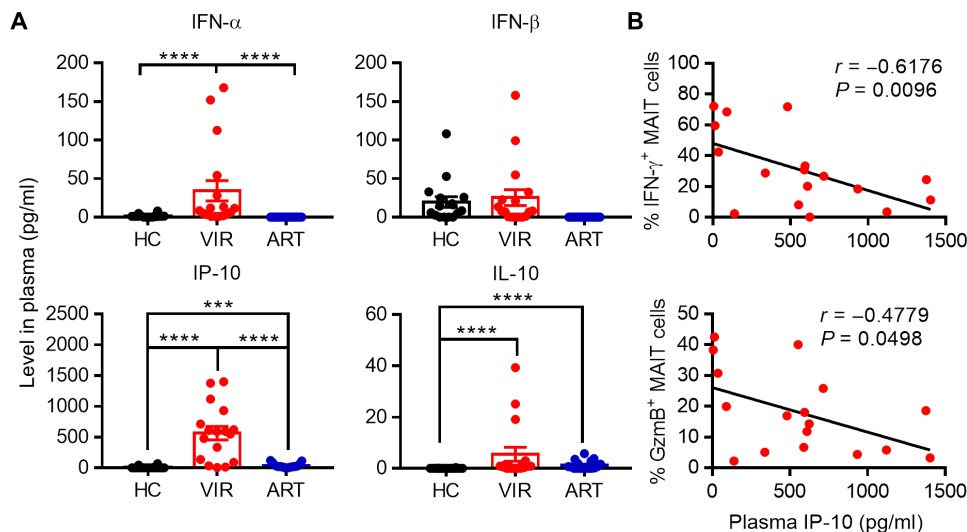 A
Level in plasma (pg/ml)
IFN-α
**** ****
200
150
100
50
0
HC VIR ART
IFN-β
200
150
100
50
0
HC VIR ART
IP-10
***
**** ****
2500
2000
1500
1000
500
0
HC VIR ART
IL-10
****
****
60
40
20
0
HC VIR ART
B
% IFN-γ+ MAIT cells
r = −0.6176
P = 0.0096
100
80
60
40
20
0
0 500 1000 1500
% GzmB+ MAIT cells
r = −0.4779
P = 0.0498
50
40
30
20
10
0
0 500 1000 1500
Plasma IP-10 (pg/ml)